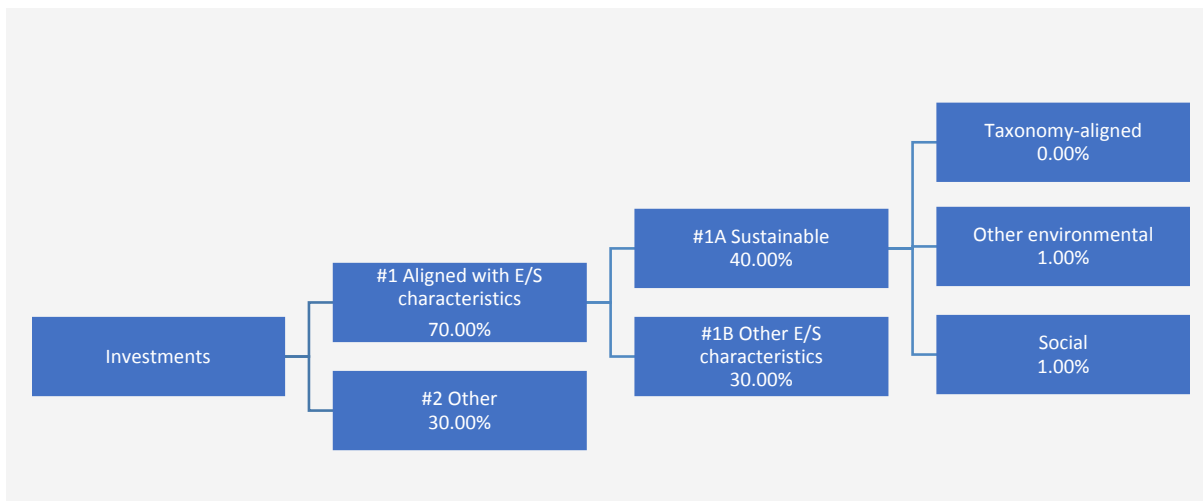 Investments
#1 Aligned with E/S
characteristics
70.00%
#2 Other
30.00%
#1A Sustainable
40.00%
#1B Other E/S
characteristics
30.00%
Taxonomy-aligned
0.00%
Other environmental
1.00%
Social
1.00%